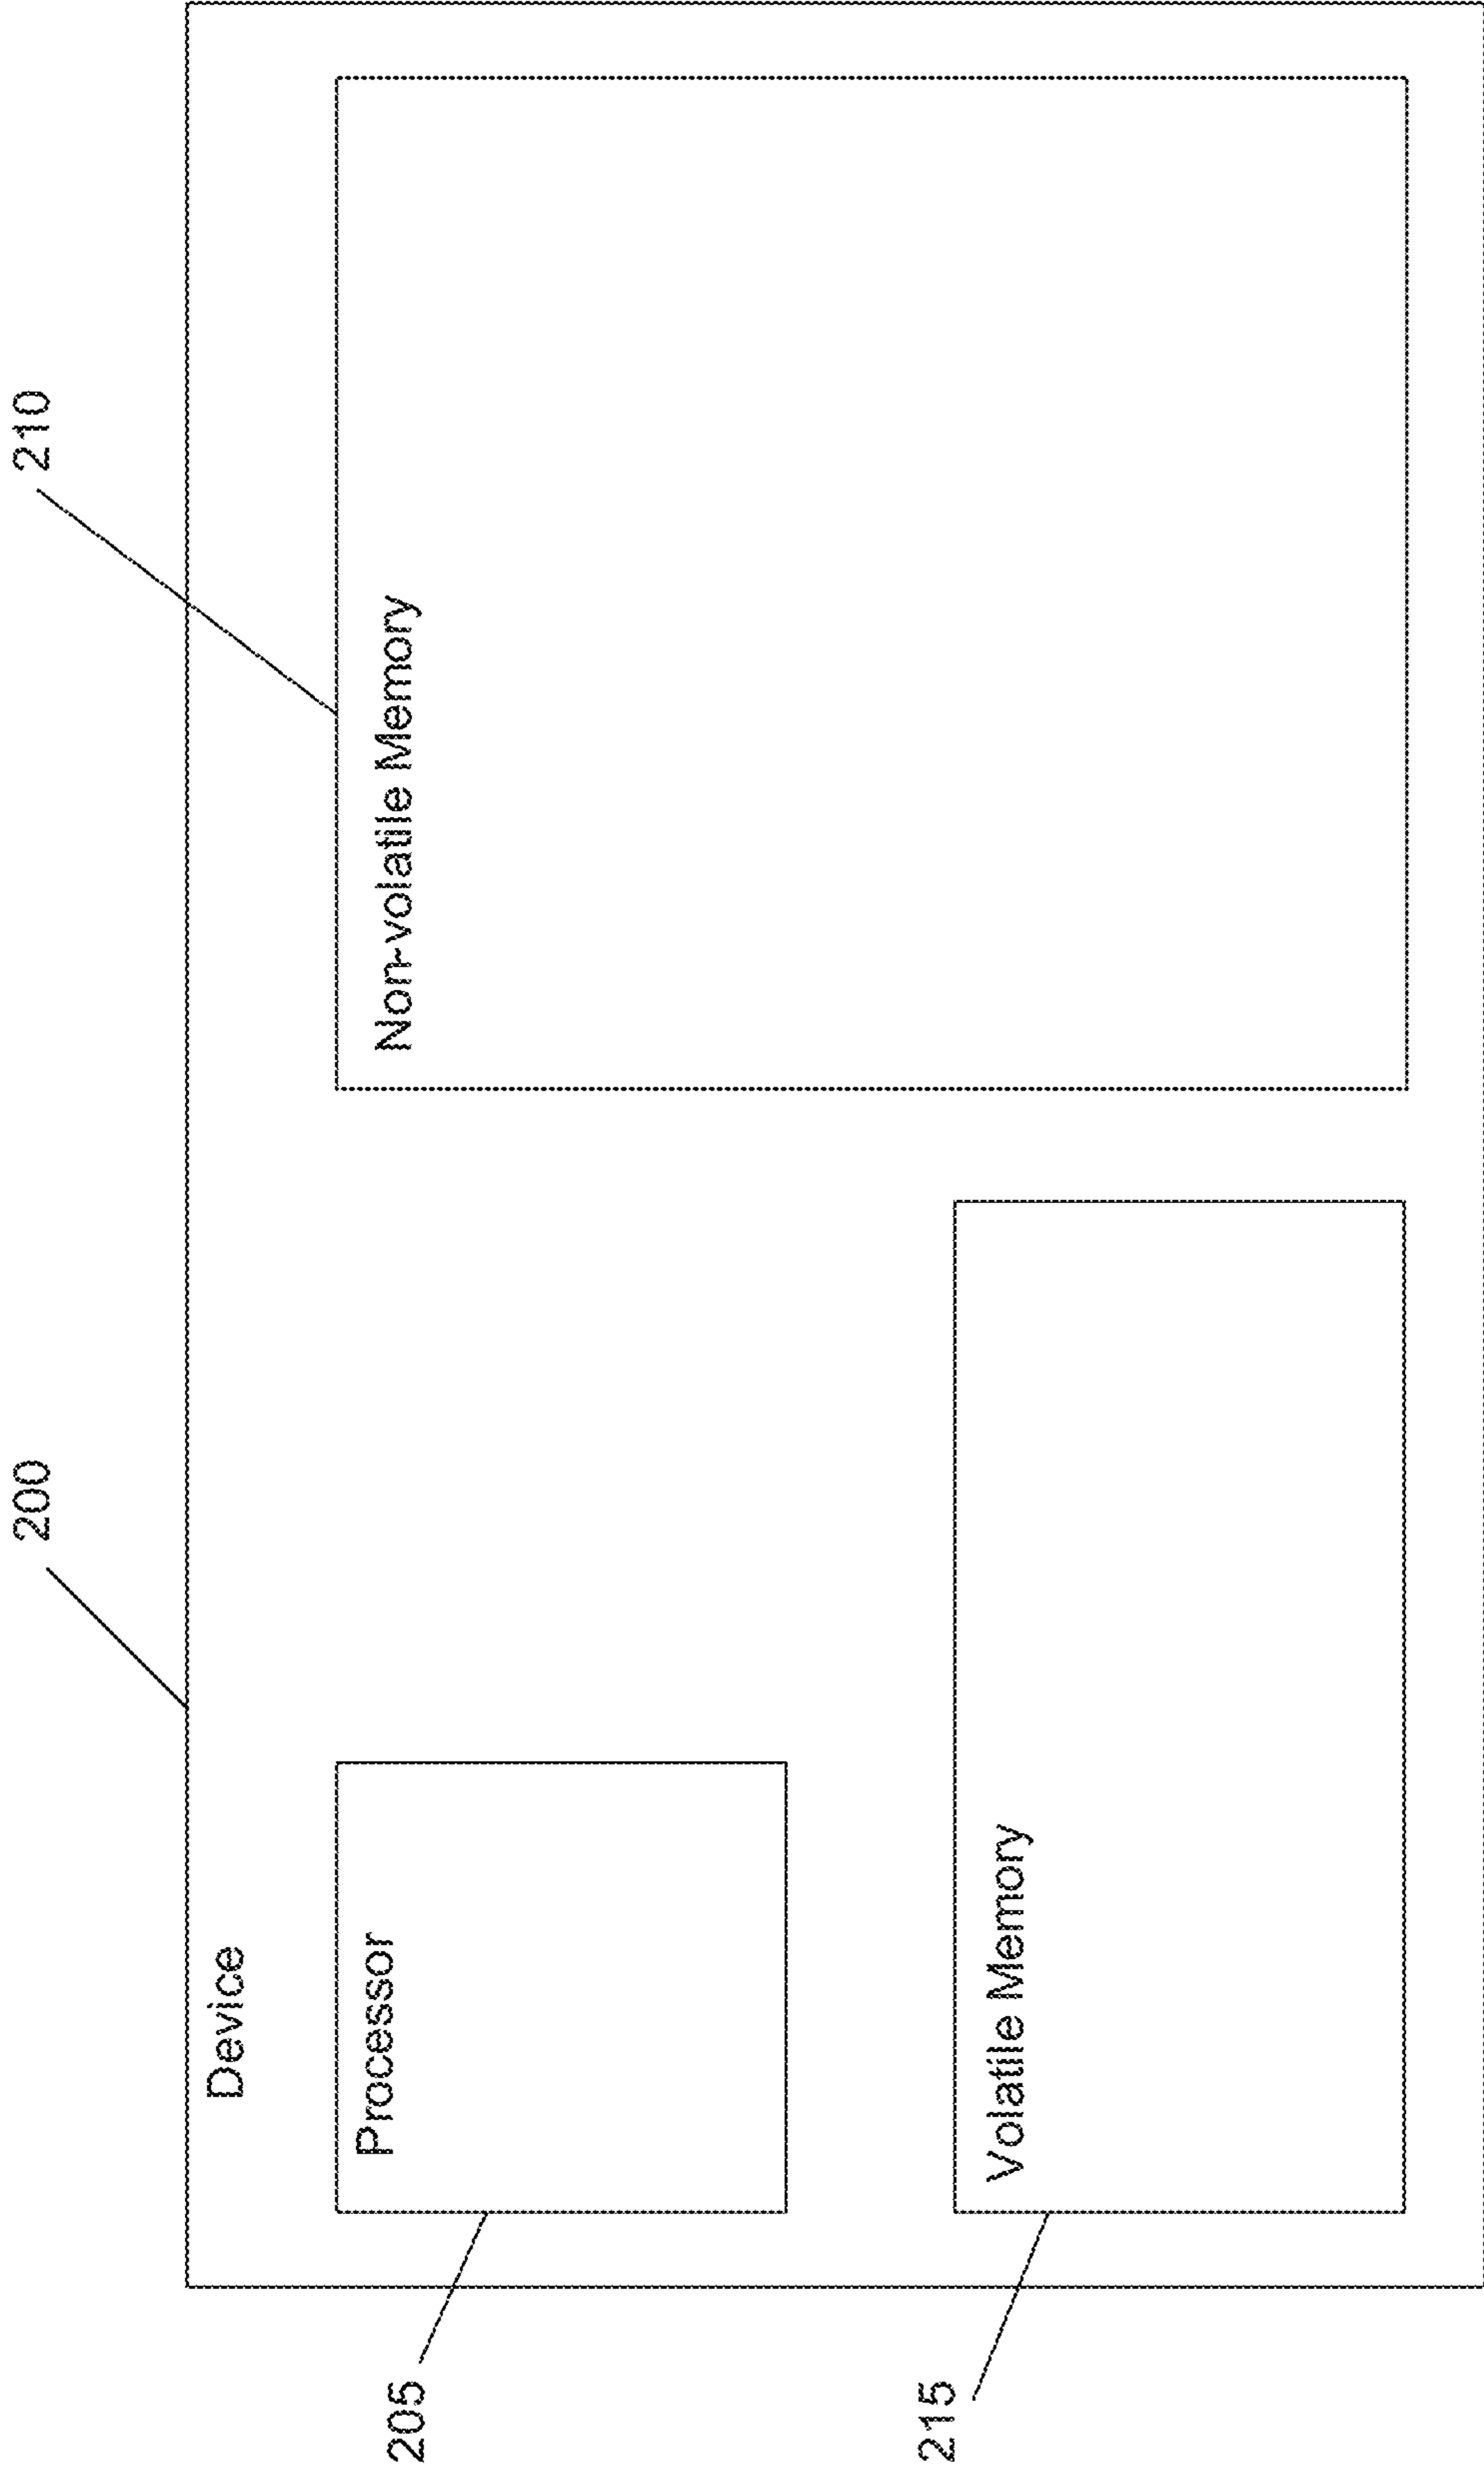 200
210
Device
205
Processor
Non-volatile Memory
215
Volatile Memory